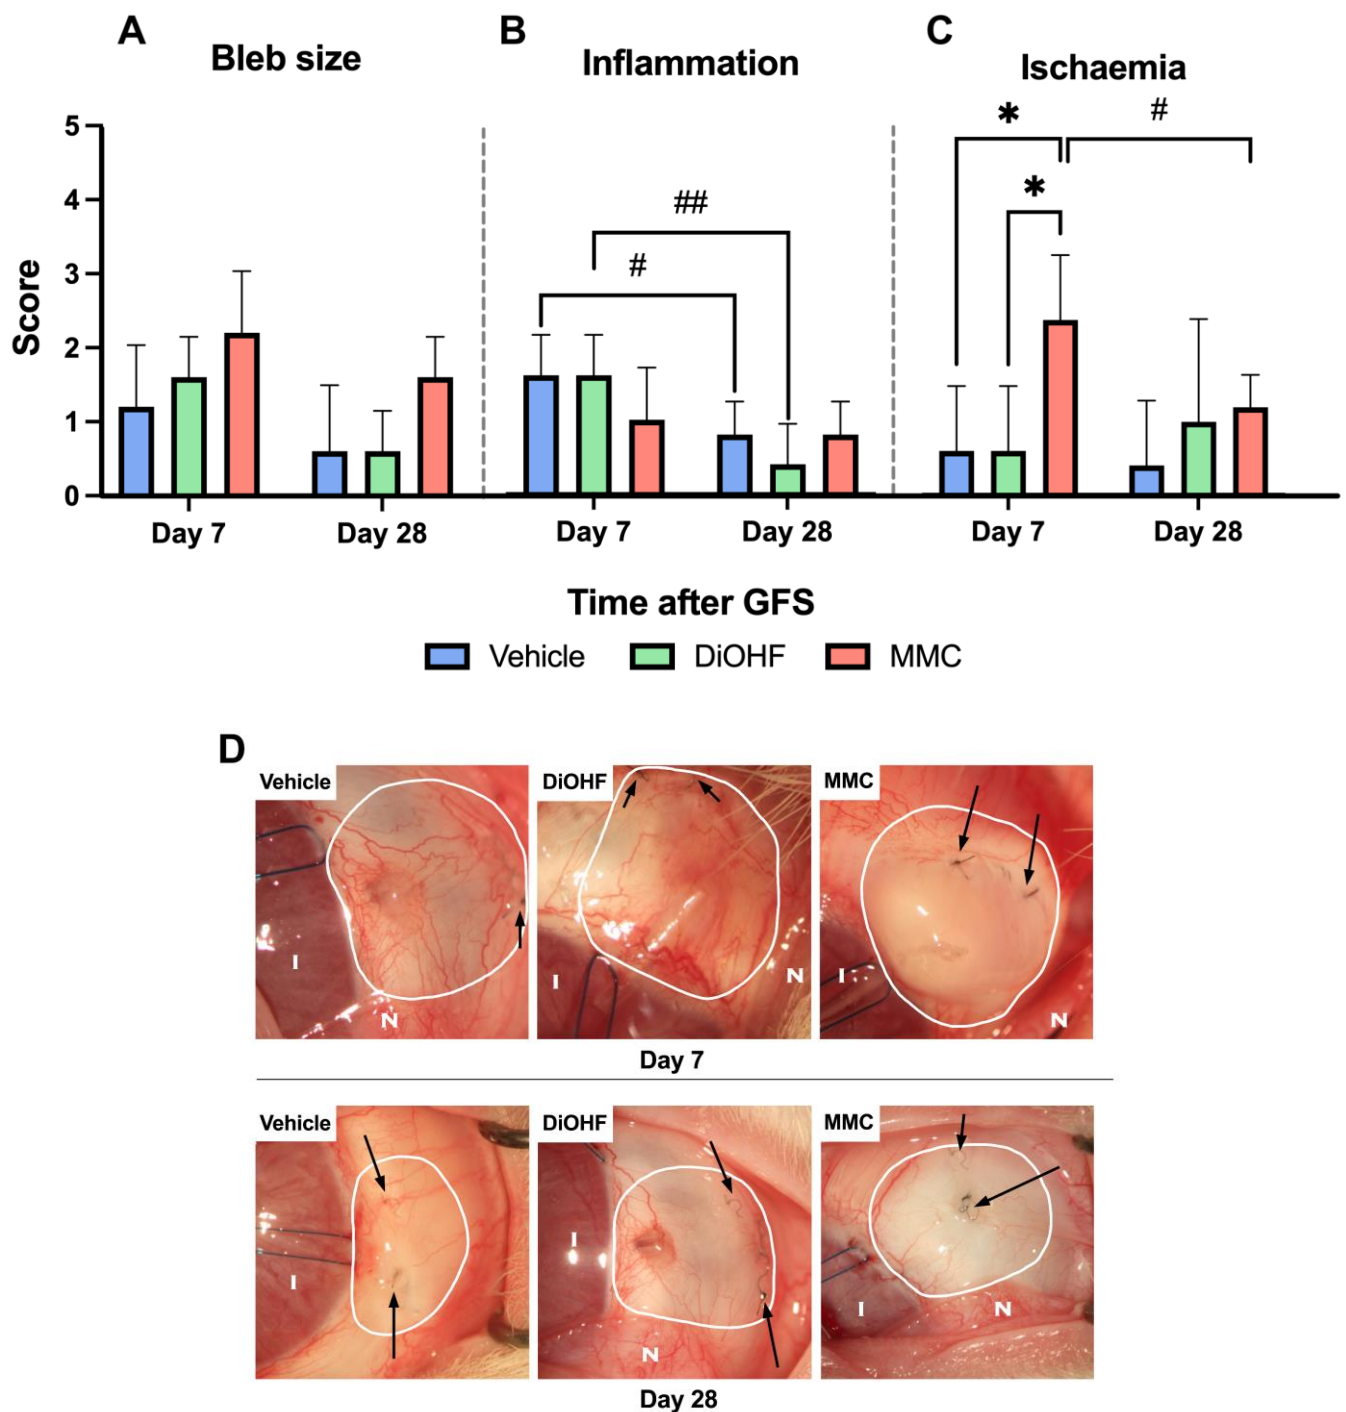 A
Bleb size
B
Inflammation
C
Ischaemia
Score
5
4
3
2
1
0
#
##
*
*
#
Day 7
Day 28
Day 7
Day 28
Day 7
Day 28
Time after GFS
Vehicle
DiOHF
MMC
D
Vehicle
I
N
DiOHF
I
N
MMC
I
N
Day 7
Vehicle
I
DiOHF
I
N
MMC
I
N
Day 28